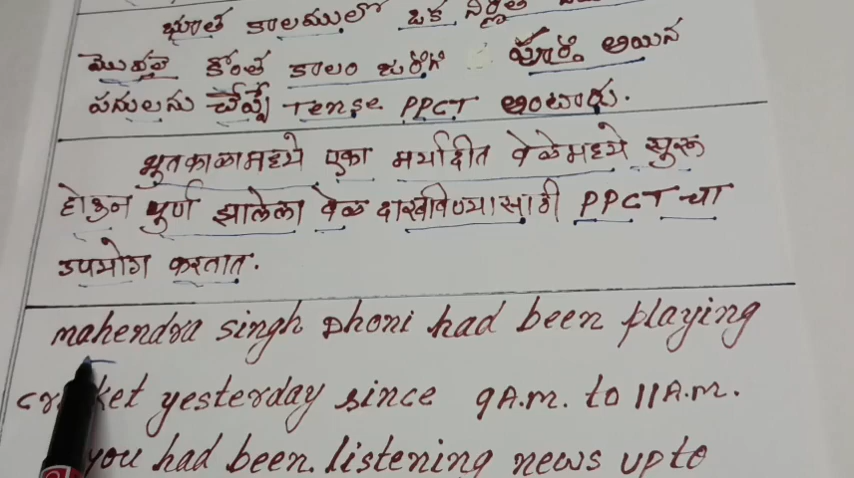 భూత కాలములో ఒక
మొదలై కొంత కాలం జరిగి పూర్తి అయిన
పనులను చేప్పే Tense PPCT అంటారు.
भुतकाळामध्ये एका मर्यादीत वेळेमध्ये सुरू
होऊन पुर्ण झालेला वेळ दाखविण्यासाठी PPCT चा
उपयोग करतात.
mahendra singh Dhoni had been playing
yesterday since 9A.m. to 11A.m.
you had been listening news upto